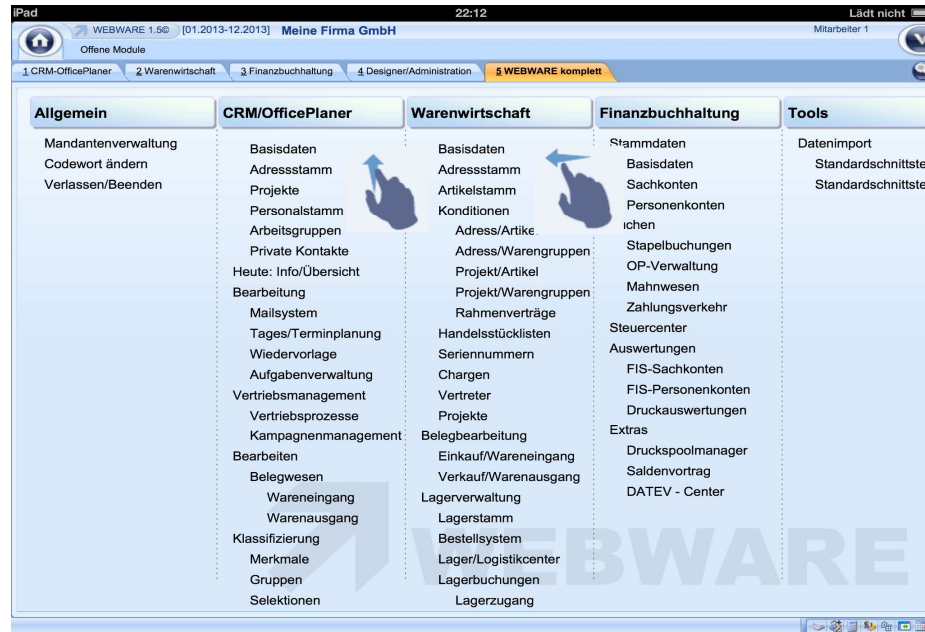 iPad 22:12 Lädt nicht
WEBWARE 1.5© [01.2013-12.2013] Meine Firma GmbH Mitarbeiter 1
Offene Module
1 CRM-OfficePlaner 2 Warenwirtschaft 3 Finanzbuchhaltung 4 Designer/Administration 5 WEBWARE komplett
Allgemein
Mandantenverwaltung
Codewort ändern
Verlassen/Beenden
CRM/OfficePlaner
Basisdaten
Adressstamm
Projekte
Personalstamm
Arbeitsgruppen
Private Kontakte
Heute: Info/Übersicht
Bearbeitung
Mailsystem
Tages/Terminplanung
Wiedervorlage
Aufgabenverwaltung
Vertriebsmanagement
Vertriebsprozesse
Kampagnenmanagement
Bearbeiten
Belegwesen
Wareneingang
Warenausgang
Klassifizierung
Merkmale
Gruppen
Selektionen
Warenwirtschaft
Basisdaten
Adressstamm
Artikelstamm
Konditionen
Adress/Artike
Adress/Warengruppen
Projekt/Artikel
Projekt/Warengruppen
Rahmenverträge
Handelsstücklisten
Seriennummern
Chargen
Vertreter
Projekte
Belegbearbeitung
Einkauf/Wareneingang
Verkauf/Warenausgang
Lagerverwaltung
Lagerstamm
Bestellsystem
Lager/Logistikcenter
Lagerbuchungen
Lagerzugang
Finanzbuchhaltung
Stammdaten
Basisdaten
Sachkonten
Personenkonten
chen
Stapelbuchungen
OP-Verwaltung
Mahnwesen
Zahlungsverkehr
Steuercenter
Auswertungen
FIS-Sachkonten
FIS-Personenkonten
Druckauswertungen
Extras
Druckspoolmanager
Saldenvortrag
DATEV - Center
Tools
Datenimport
Standardschnittste
Standardschnittste
WEBWARE